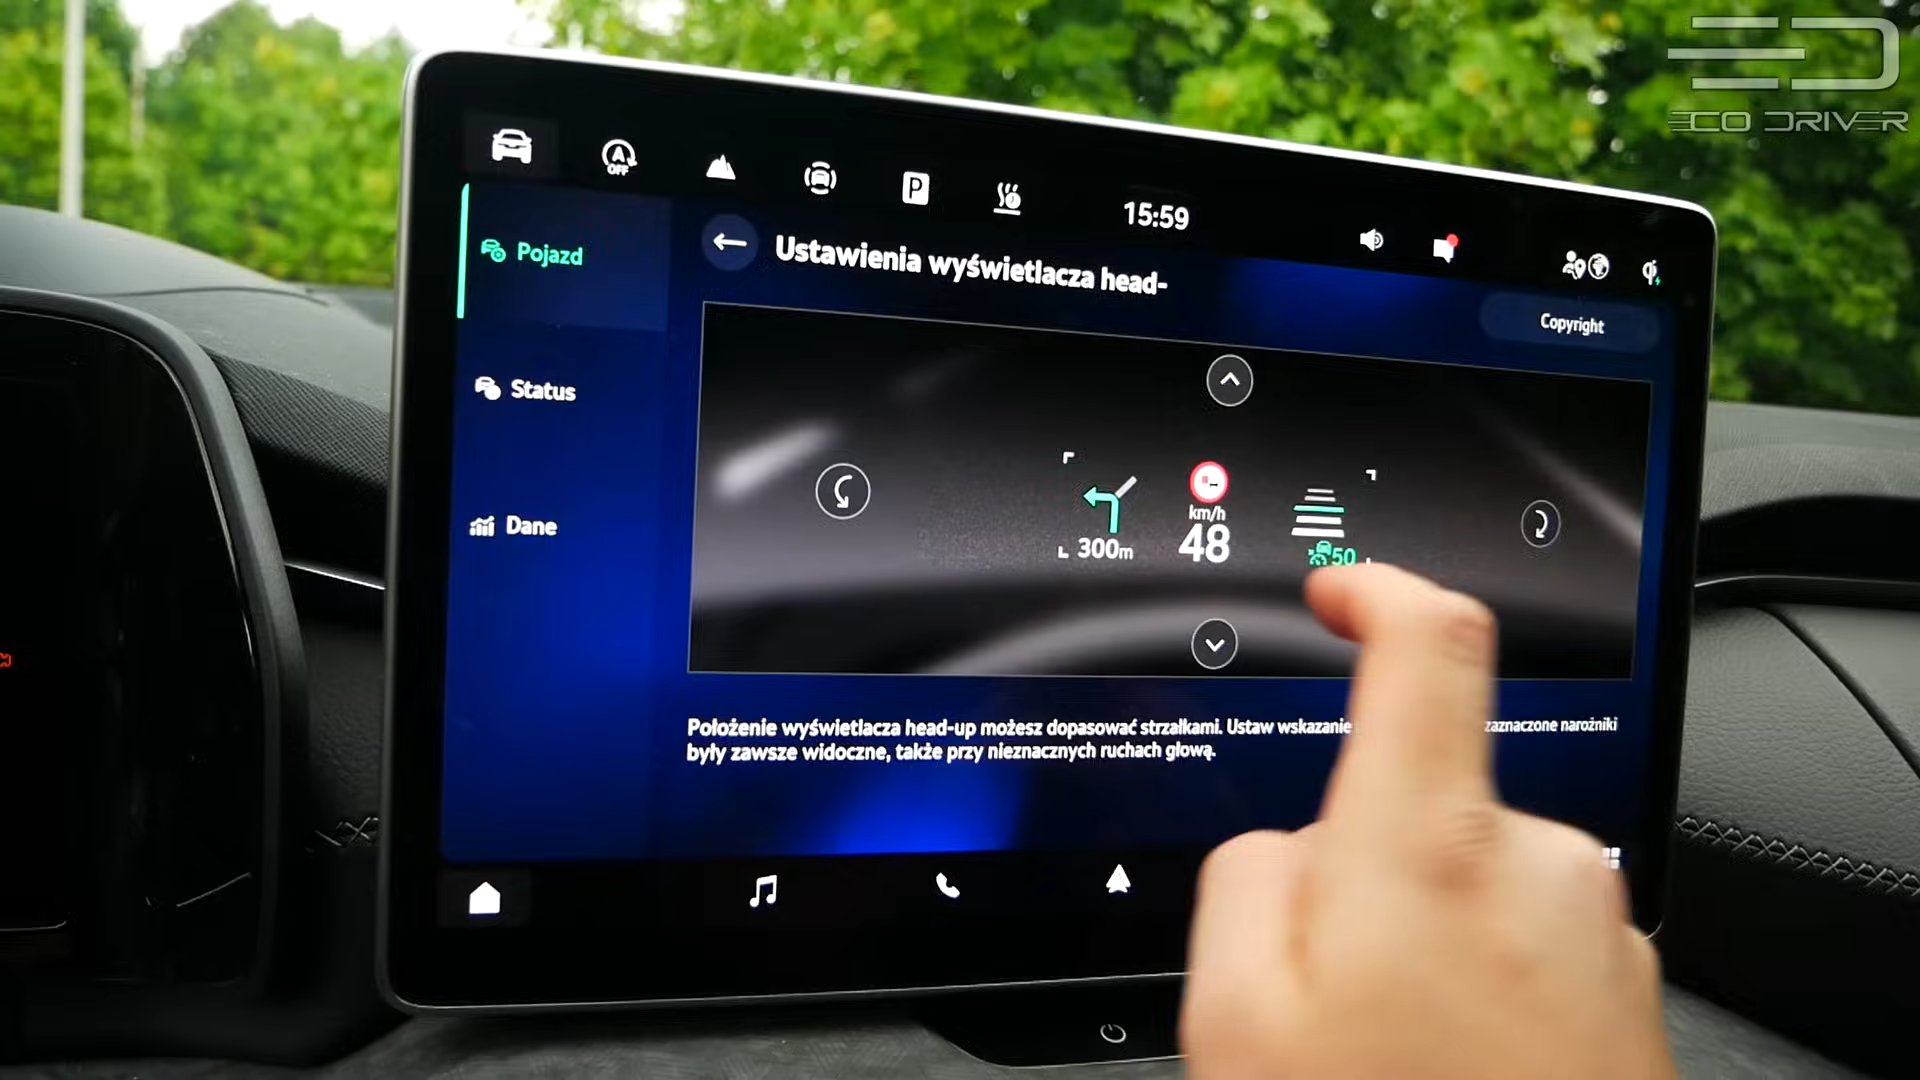 ECO DRIVER
A
OFF
P
15:59
Pojazd
Ustawienia wyświetlacza head-
Copyright
Status
km/h
300m
48
50
Dane
Położenie wyświetlacza head-up możesz dopasować strzałkami. Ustaw wskazanie zaznaczone narożniki
były zawsze widoczne, także przy nieznacznych ruchach głową.